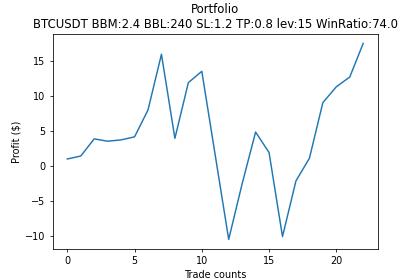 Portfolio
BTCUSDT BBM:2.4 BBL:240 SL:1.2 TP:0.8 lev:15 WinRatio:74.0
Profit ($)
15
10
5
0
−5
−10
0 5 10 15 20
Trade counts